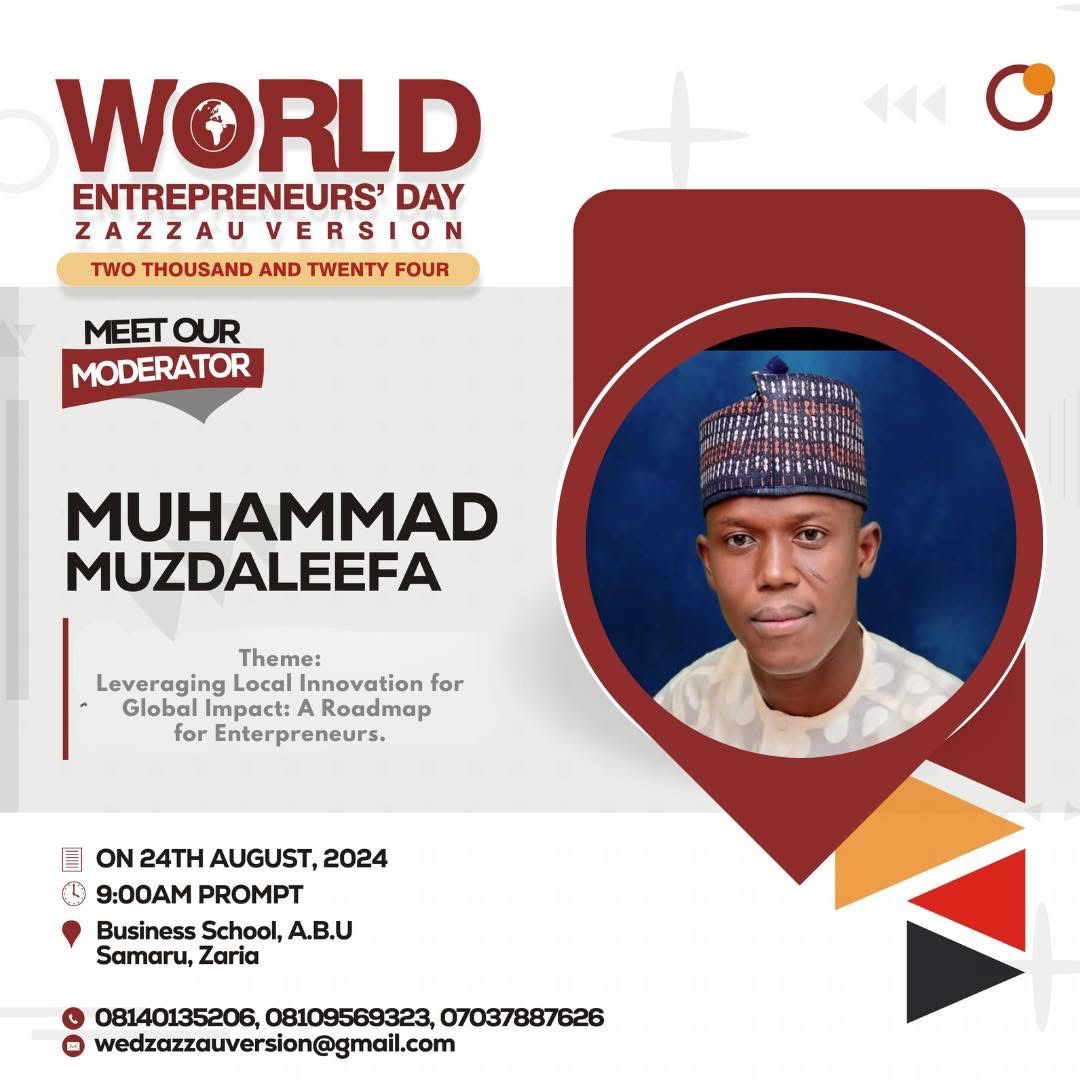 WORLD
ENTREPRENEURS' DAY
ZAZZAU VERSION
TWO THOUSAND AND TWENTY FOUR
MEET OUR
MODERATOR
MUHAMMAD
MUZDALEEFA
Theme:
Leveraging Local Innovation for
Global Impact: A Roadmap
for Enterpreneurs.
ON 24TH AUGUST, 2024
9:00AM PROMPT
Business School, A.B.U
Samaru, Zaria
08140135206, 08109569323, 07037887626
wedzazzauversion@gmail.com